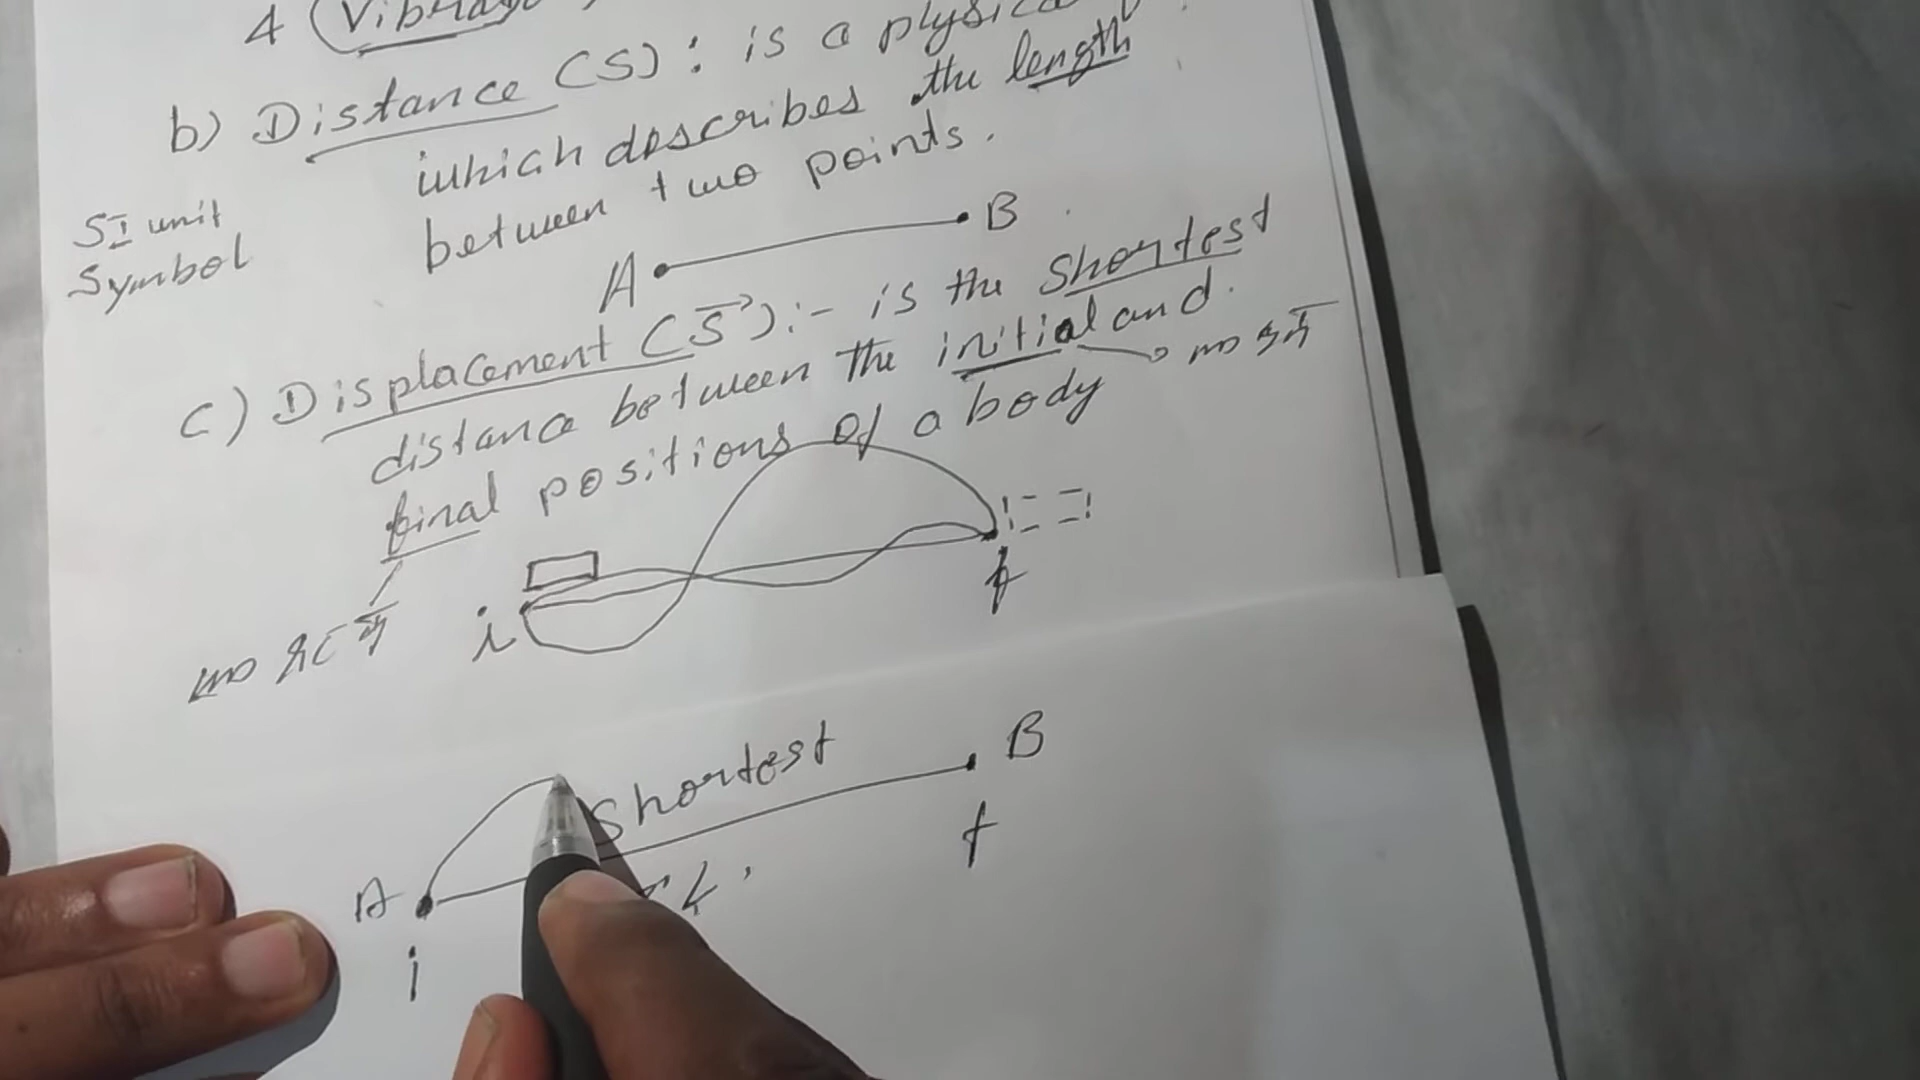 4 Vibra
b) Distance (S): is a physica
which describes the length
between two points.
SI unit
Symbol
A B
c) Displacement (S⃗):- is the shortest
distance between the initial and
final positions of a body
i f
Shortest
A B
i f